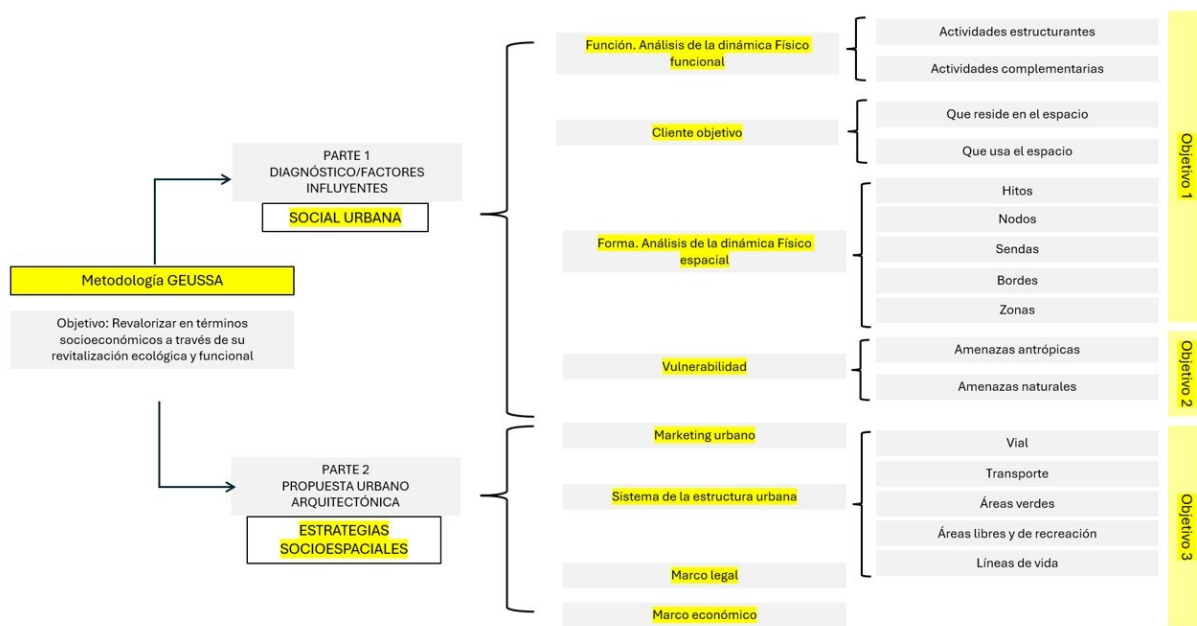 Metodología GEUSSA
Objetivo: Revalorizar en términos
socioeconómicos a través de su
revitalización ecológica y funcional
PARTE 1
DIAGNÓSTICO/FACTORES
INFLUYENTES
SOCIAL URBANA
Función. Análisis de la dinámica Físico
funcional
Actividades estructurantes
Actividades complementarias
Cliente objetivo
Que reside en el espacio
Que usa el espacio
Forma. Análisis de la dinámica Físico
espacial
Hitos
Nodos
Sendas
Bordes
Zonas
Objetivo 1
Vulnerabilidad
Amenazas antrópicas
Amenazas naturales
Objetivo 2
PARTE 2
PROPUESTA URBANO
ARQUITECTÓNICA
ESTRATEGIAS
SOCIOESPACIALES
Marketing urbano
Sistema de la estructura urbana
Vial
Transporte
Áreas verdes
Áreas libres y de recreación
Líneas de vida
Marco legal
Marco económico
Objetivo 3